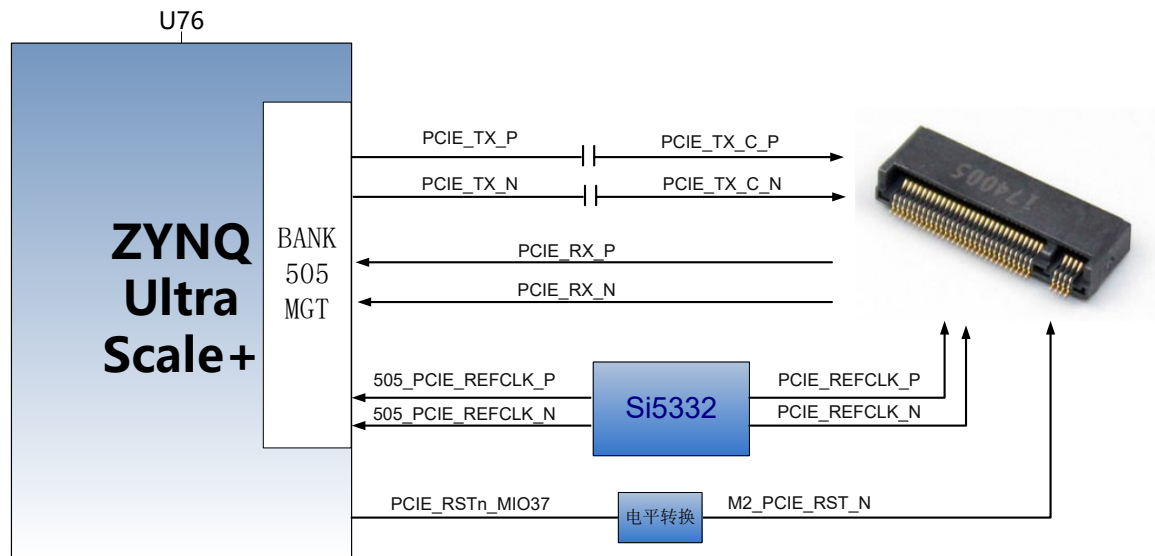 U76
ZYNQ
Ultra
Scale+
BANK
505
MGT
PCIE_TX_P
PCIE_TX_C_P
PCIE_TX_N
PCIE_TX_C_N
PCIE_RX_P
PCIE_RX_N
505_PCIE_REFCLK_P
505_PCIE_REFCLK_N
Si5332
PCIE_REFCLK_P
PCIE_REFCLK_N
PCIE_RSTn_MIO37
电平转换
M2_PCIE_RST_N
174005